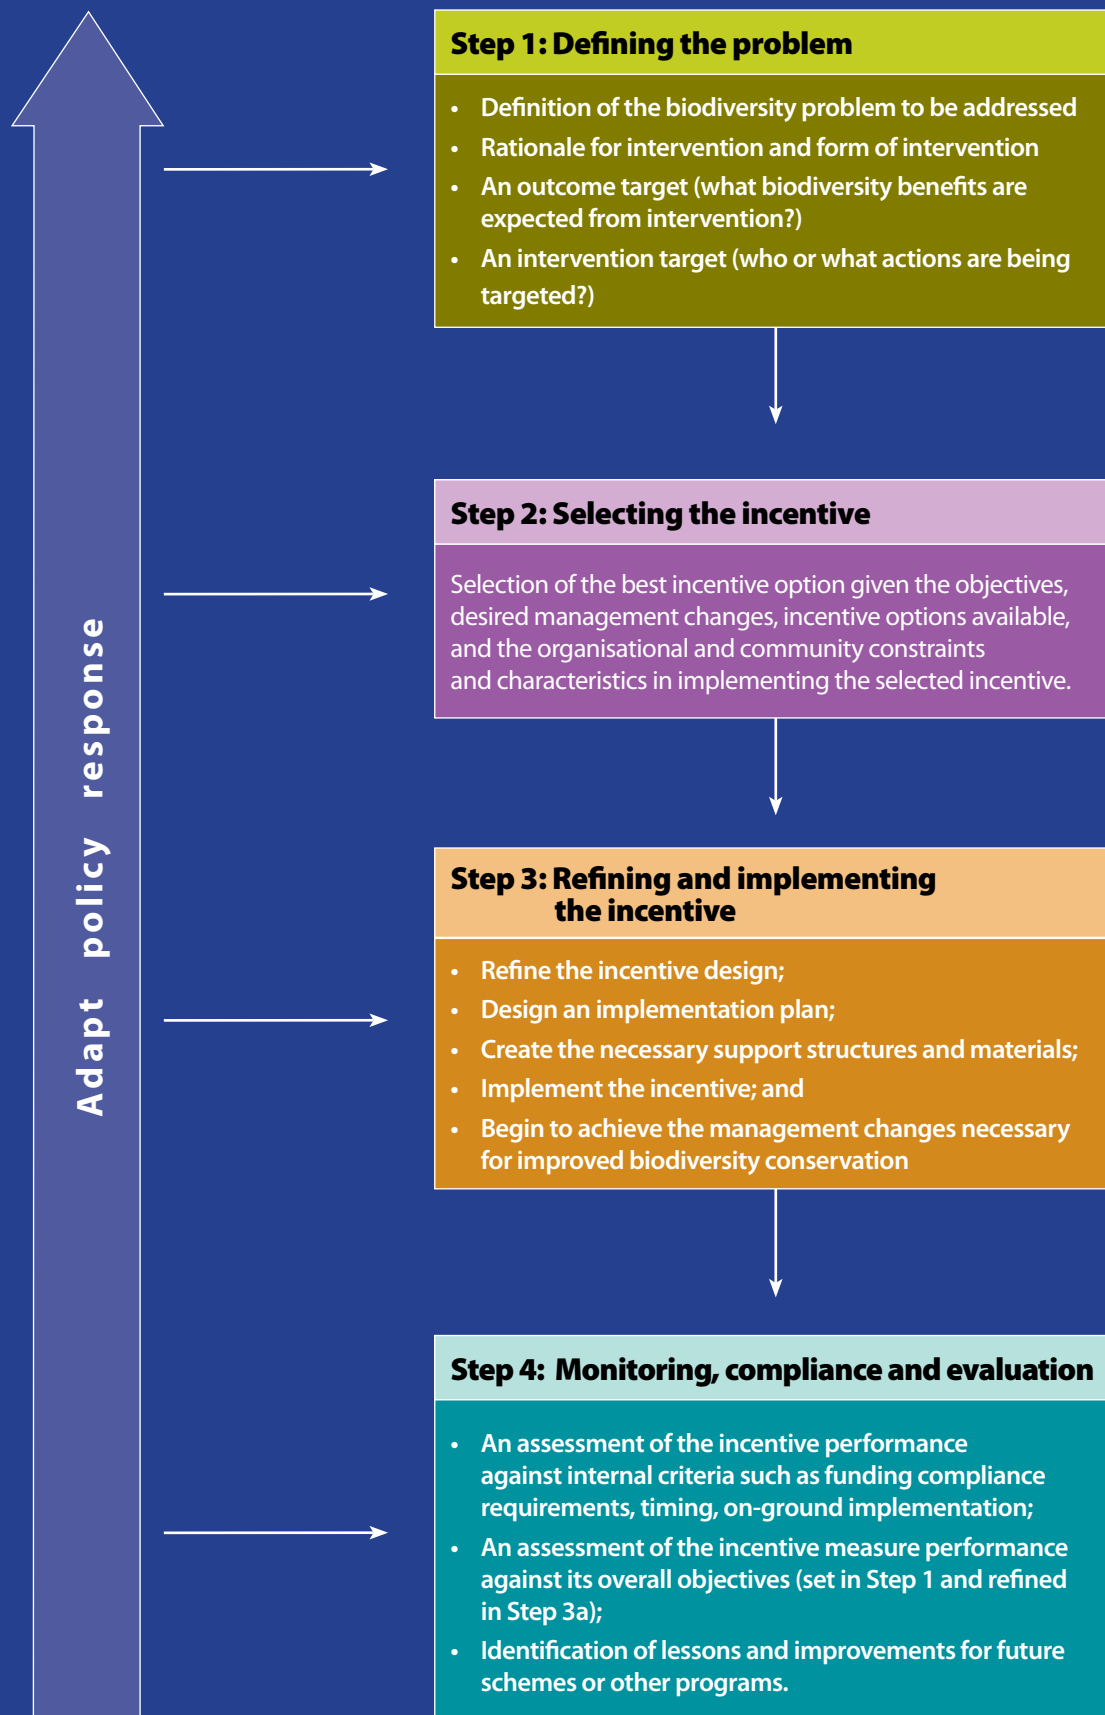 Step 1: Defining the problem
• Definition of the biodiversity problem to be addressed
• Rationale for intervention and form of intervention
• An outcome target (what biodiversity benefits are
expected from intervention?)
• An intervention target (who or what actions are being
targeted?)
Step 2: Selecting the incentive
Selection of the best incentive option given the objectives,
desired management changes, incentive options available,
and the organisational and community constraints
and characteristics in implementing the selected incentive.
Step 3: Refining and implementing
the incentive
• Refine the incentive design;
• Design an implementation plan;
• Create the necessary support structures and materials;
• Implement the incentive; and
• Begin to achieve the management changes necessary
for improved biodiversity conservation
Step 4: Monitoring, compliance and evaluation
• An assessment of the incentive performance
against internal criteria such as funding compliance
requirements, timing, on-ground implementation;
• An assessment of the incentive measure performance
against its overall objectives (set in Step 1 and refined
in Step 3a);
• Identification of lessons and improvements for future
schemes or other programs.
Adapt policy response